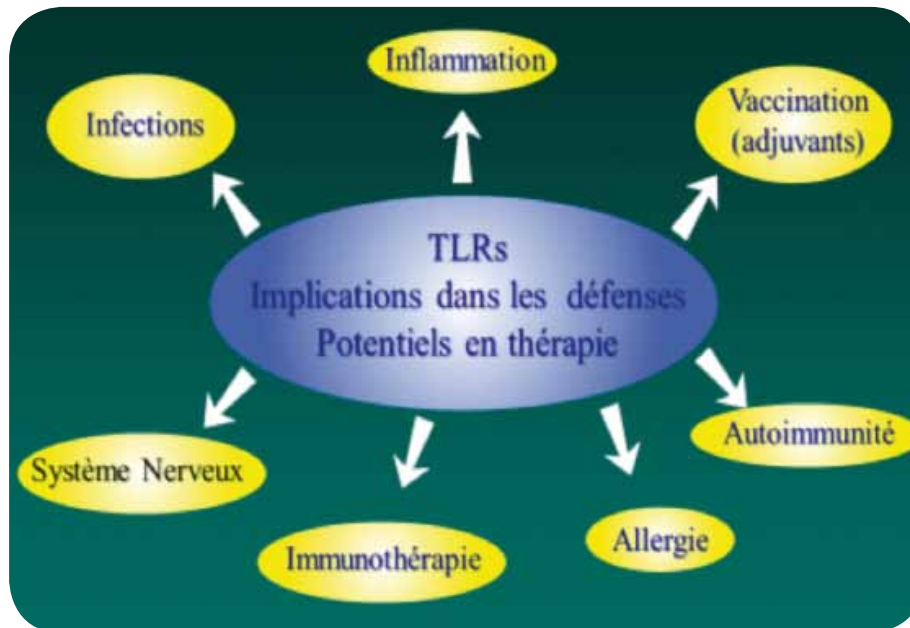 Inflammation
Infections
Vaccination
(adjuvants)
TLRs
Implications dans les défenses
Potentiels en thérapie
Autoimmunité
Système Nerveux
Allergie
Immunothérapie